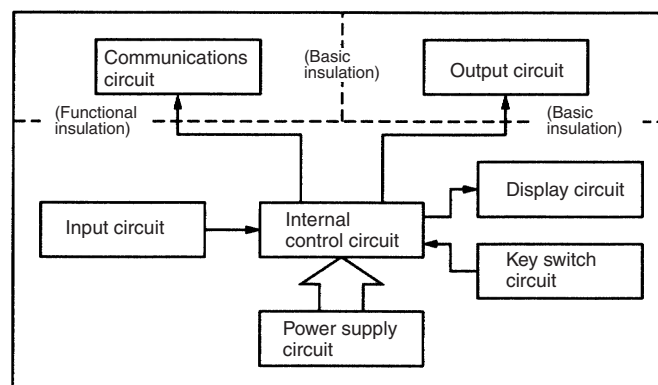 Communications
circuit
(Basic
insulation)
Output circuit
(Functional
insulation)
(Basic
insulation)
Input circuit
Internal
control circuit
Display circuit
Key switch
circuit
Power supply
circuit